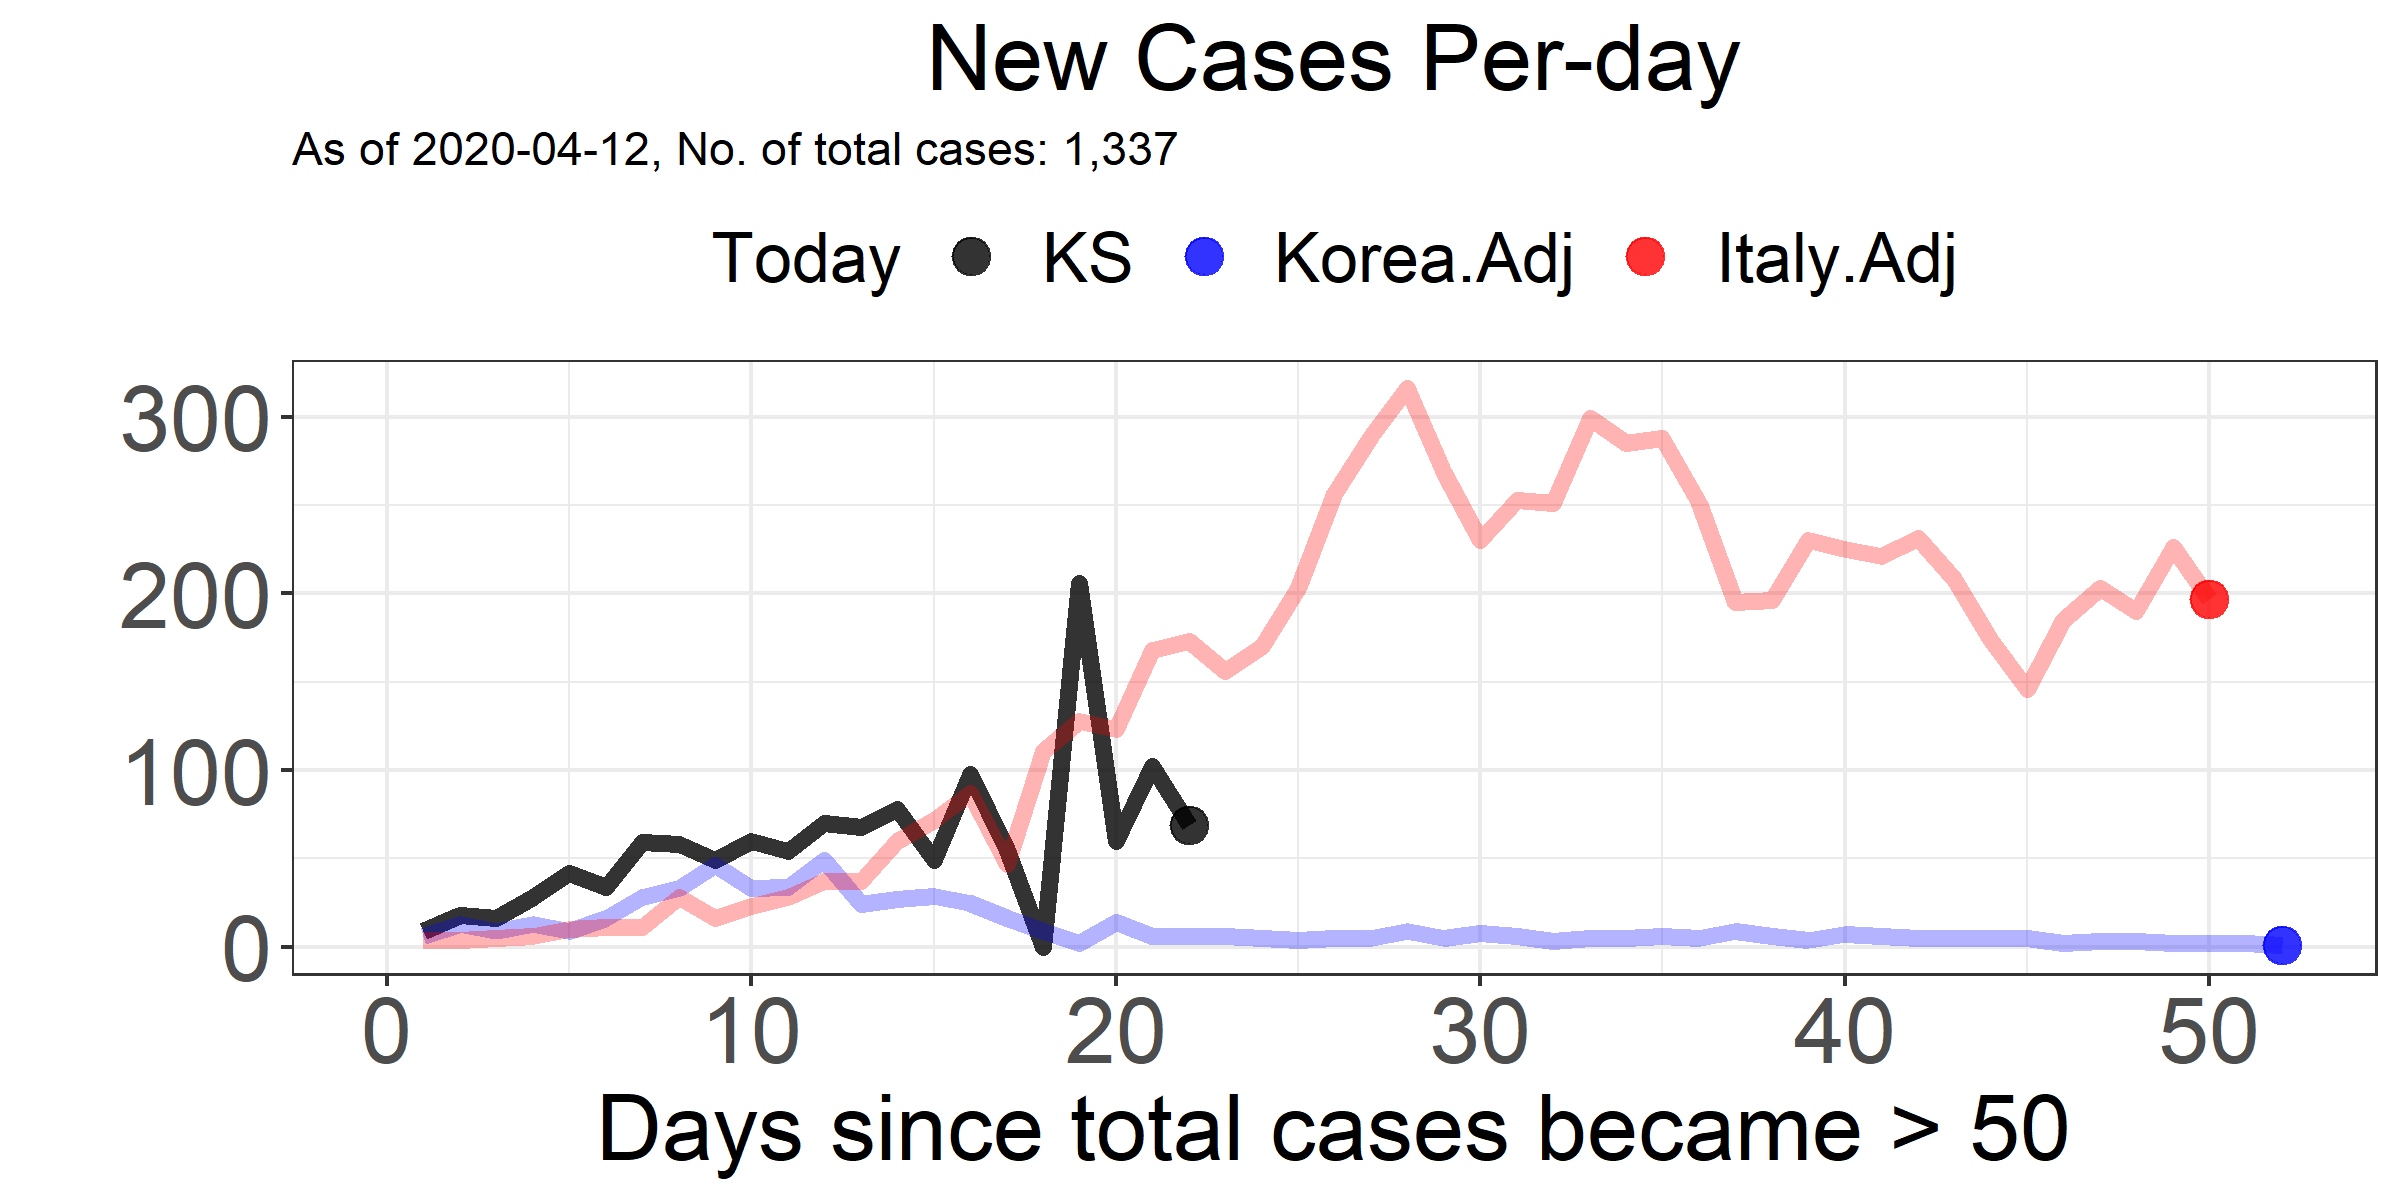 New Cases Per-day
As of 2020-04-12, No. of total cases: 1,337
Today KS Korea.Adj Italy.Adj
300
200
100
0
0 10 20 30 40 50
Days since total cases became > 50